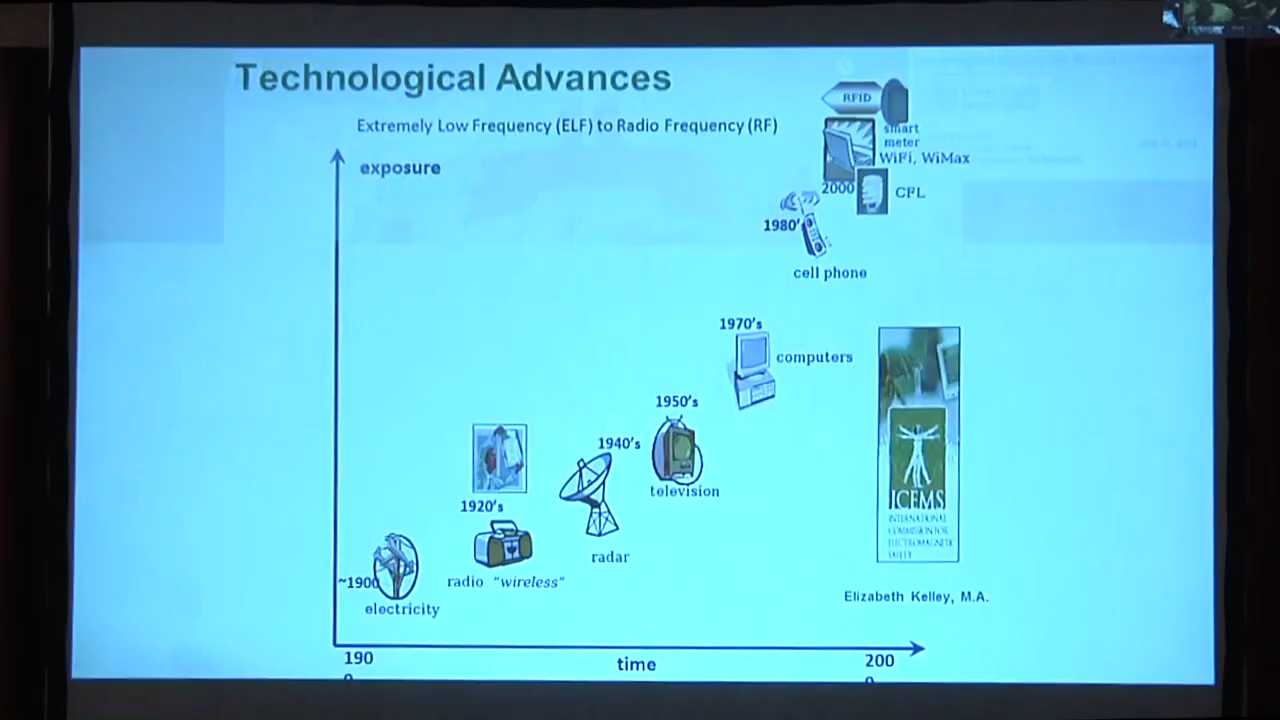 Technological Advances
Extremely Low Frequency (ELF) to Radio Frequency (RF)
exposure
RFID
smart
meter
WiFi, WiMax
2000
CFL
1980'
cell phone
1970's
computers
1950's
television
1940's
radar
1920's
radio "wireless"
~1900
electricity
ICEMS
INTERNATIONAL
COMMISSION FOR
ELECTROMAGNETIC
SAFETY
Elizabeth Kelley, M.A.
190
0
time
200
0